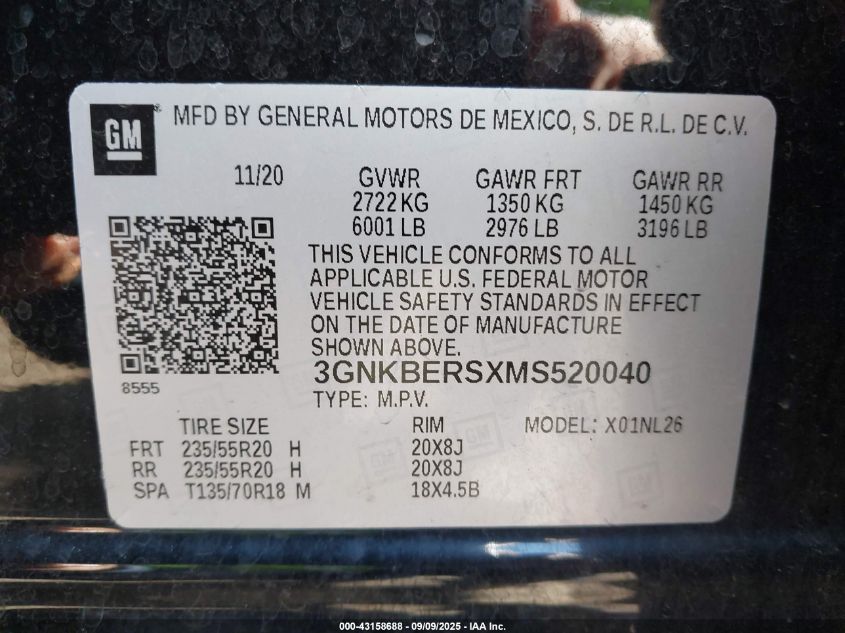 GM MFD BY GENERAL MOTORS DE MEXICO, S. DE R.L. DE C.V.
11/20 GVWR GAWR FRT GAWR RR
2722 KG 1350 KG 1450 KG
6001 LB 2976 LB 3196 LB
THIS VEHICLE CONFORMS TO ALL
APPLICABLE U.S. FEDERAL MOTOR
VEHICLE SAFETY STANDARDS IN EFFECT
ON THE DATE OF MANUFACTURE
SHOWN ABOVE.
8555 3GNKBERSXMS520040
TYPE: M.P.V.
TIRE SIZE RIM MODEL: X01NL26
FRT 235/55R20 H 20X8J
RR 235/55R20 H 20X8J
SPA T135/70R18 M 18X4.5B
000-43158688 - 09/09/2025 - IAA Inc.